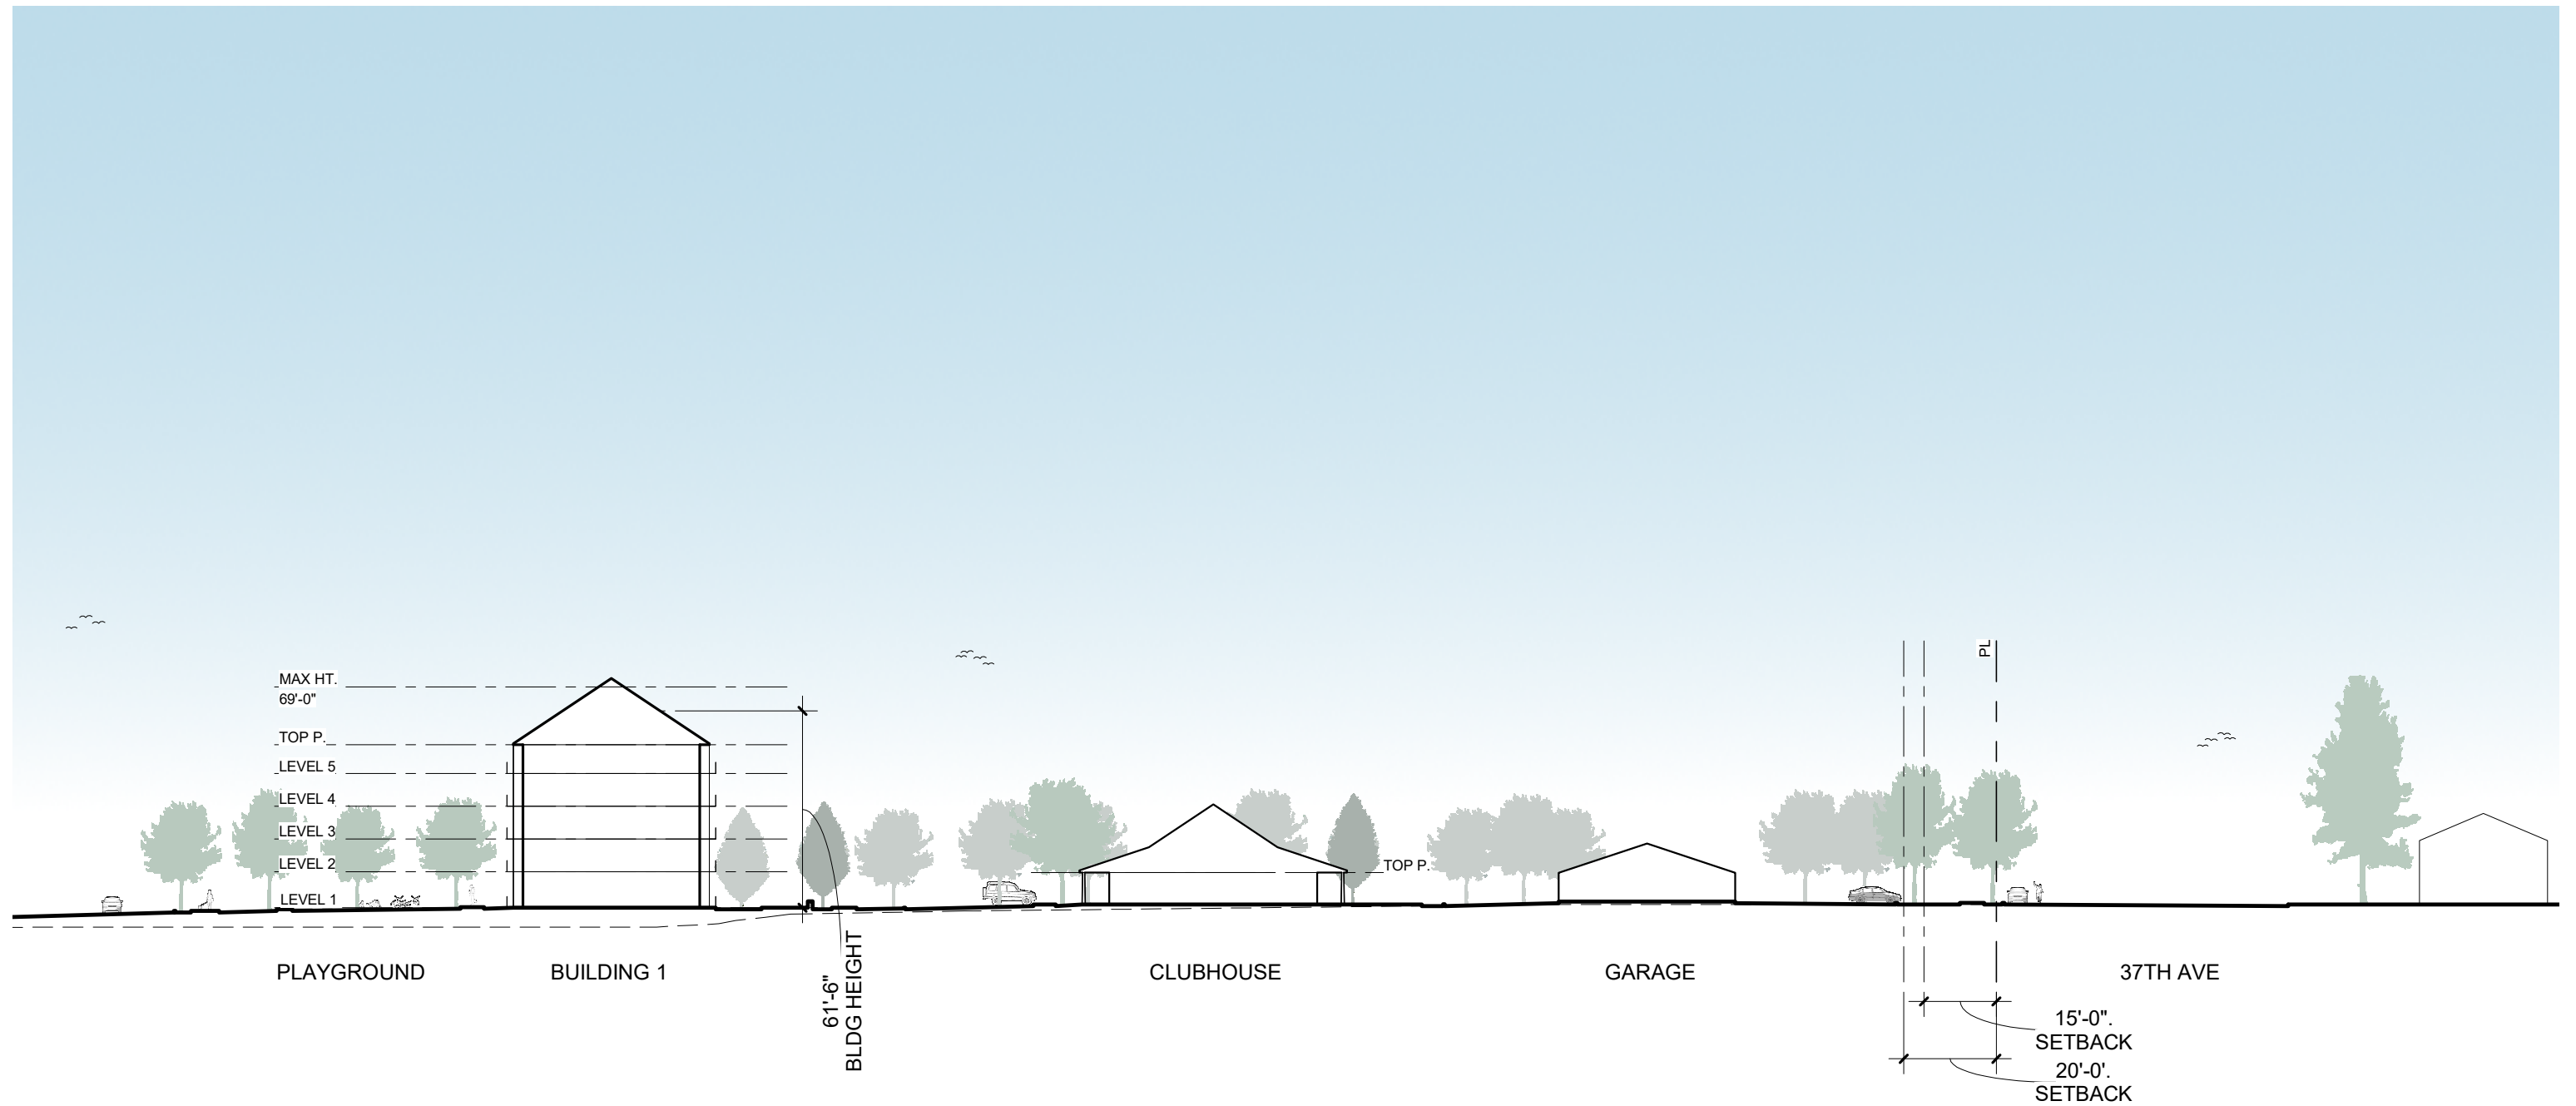 MAX HT.
69'-0"
TOP P.
LEVEL 5
LEVEL 4
LEVEL 3
LEVEL 2
LEVEL 1
TOP P.
PL
PLAYGROUND
BUILDING 1
61'-6"
BLDG HEIGHT
CLUBHOUSE
GARAGE
37TH AVE
15'-0".
SETBACK
20'-0'.
SETBACK